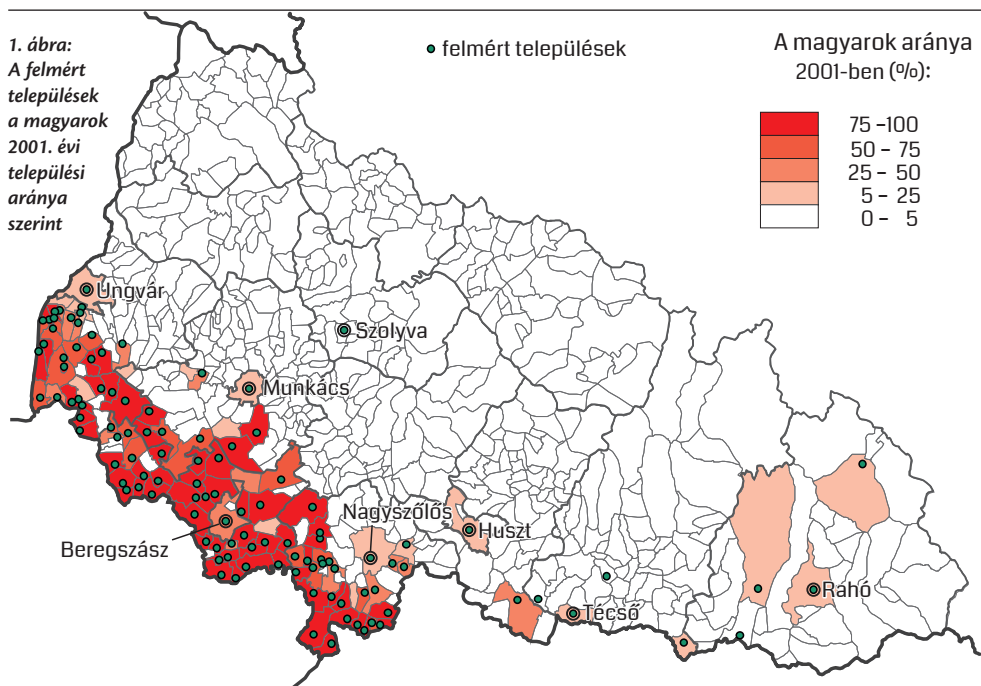 1. ábra:
A felmért
települések
a magyarok
2001. évi
települési
aránya
szerint
felmért települések
A magyarok aránya
2001-ben (%):
75 –100
50 – 75
25 – 50
5 – 25
0 – 5
Ungvár
Szolyva
Munkács
Nagyszőlős
Huszt
Beregszász
Técső
Rahó